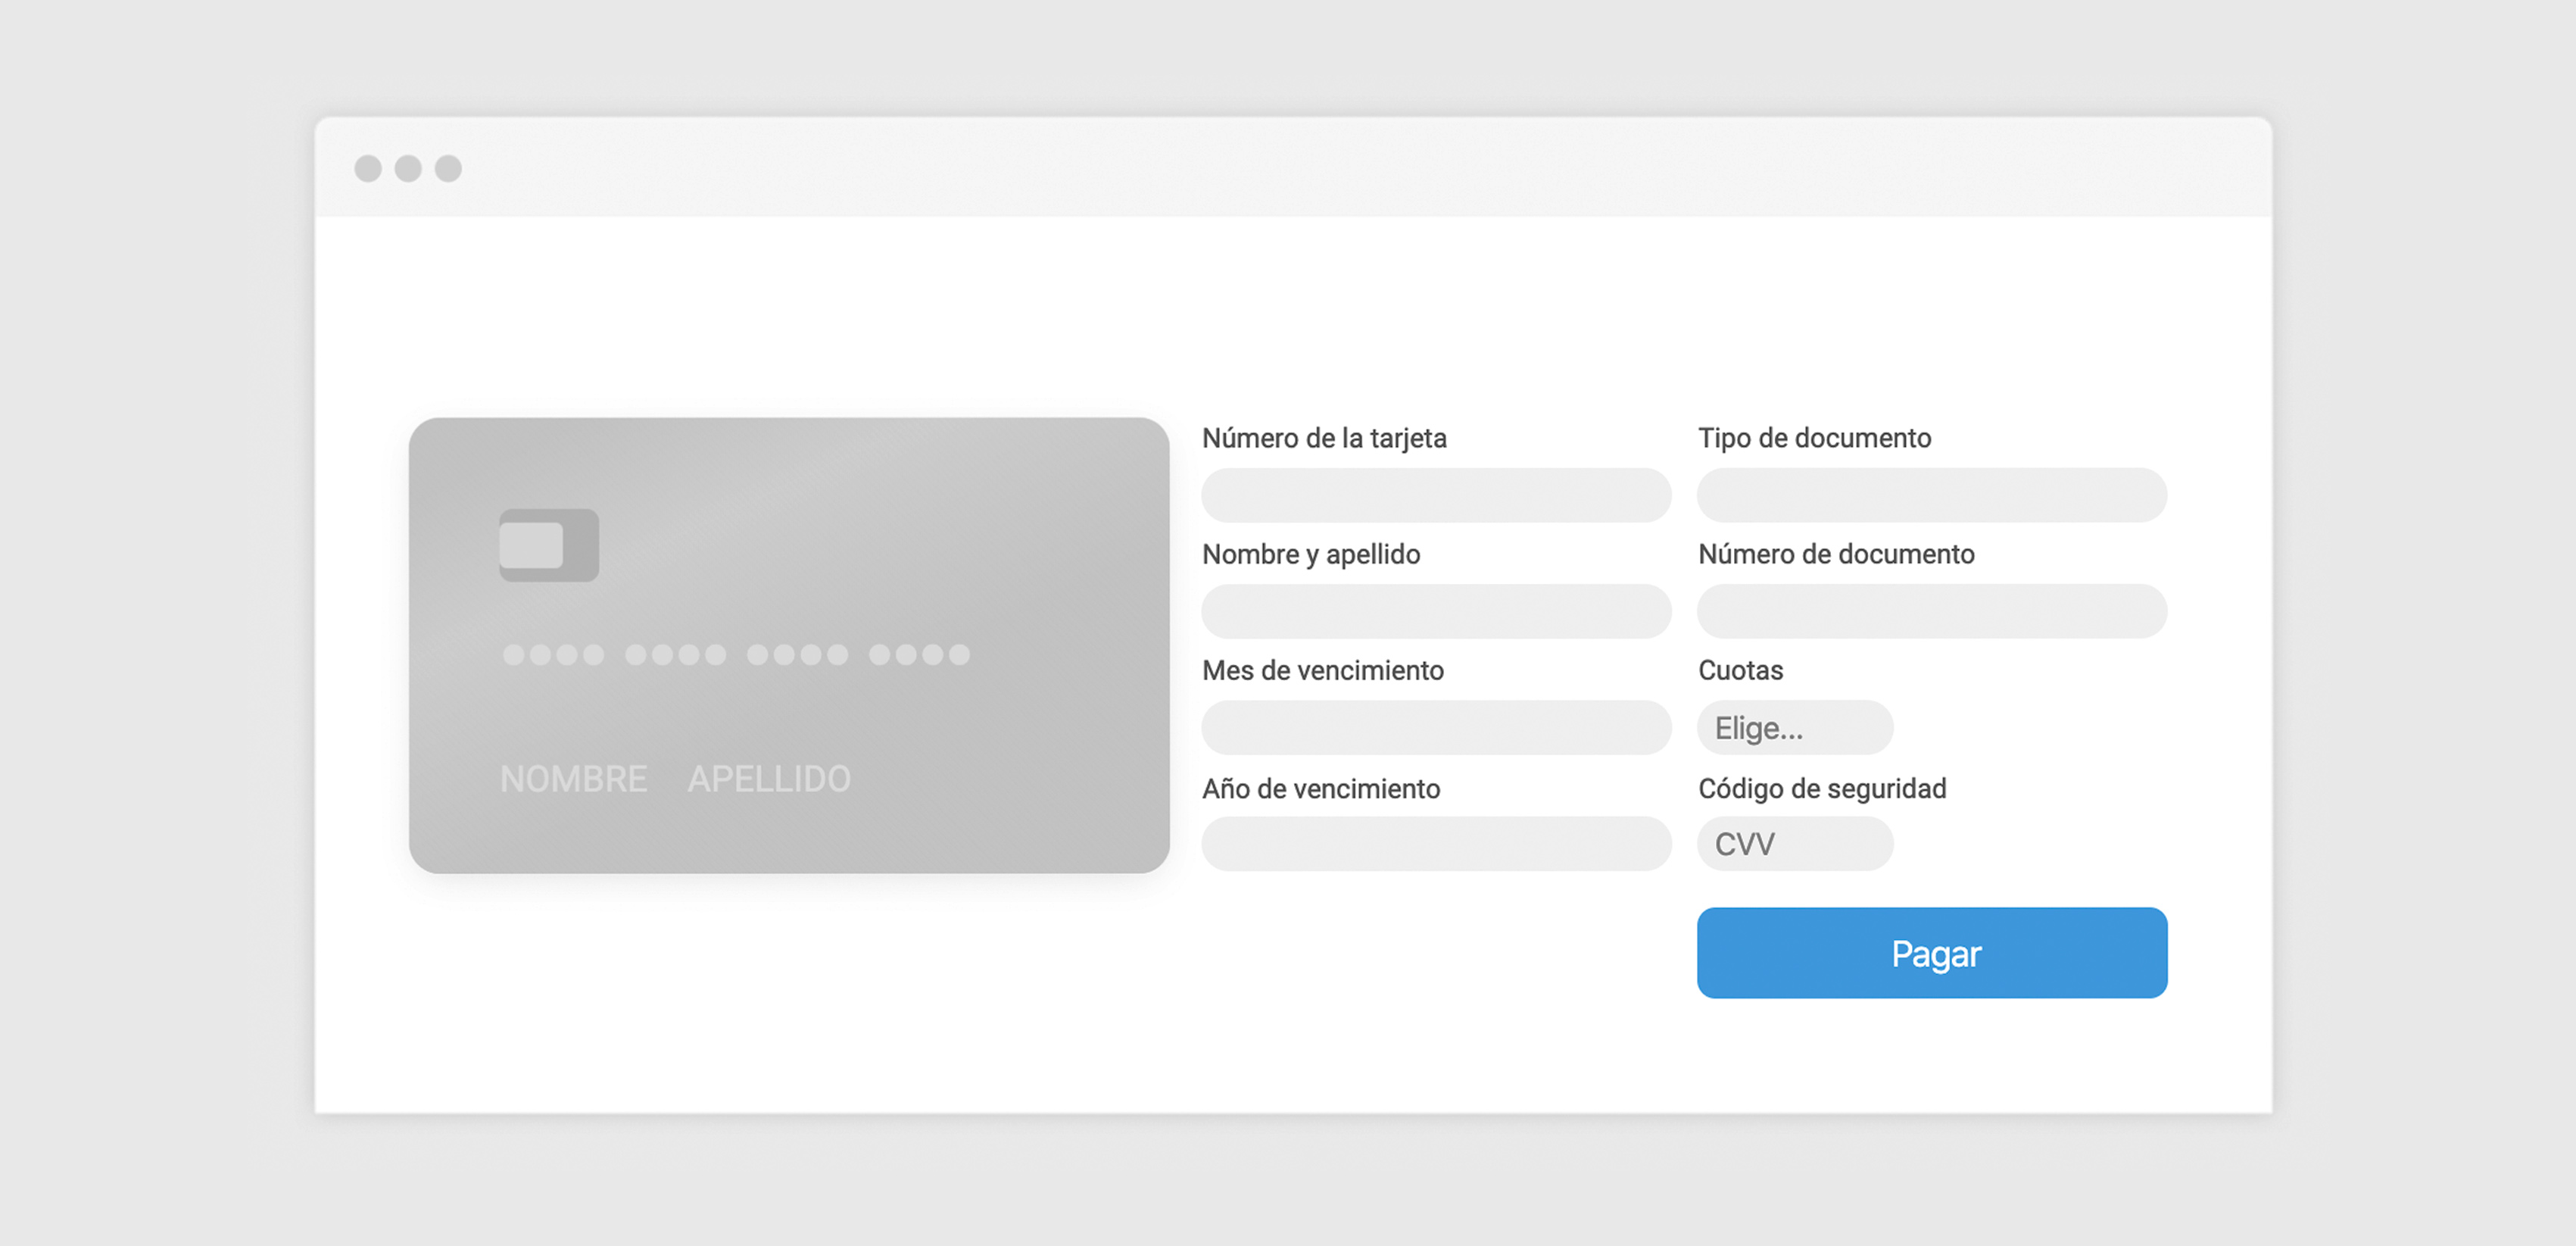 NOMBRE APELLIDO
Número de la tarjeta
Nombre y apellido
Mes de vencimiento
Año de vencimiento
Tipo de documento
Número de documento
Cuotas
Elige...
Código de seguridad
CVV
Pagar